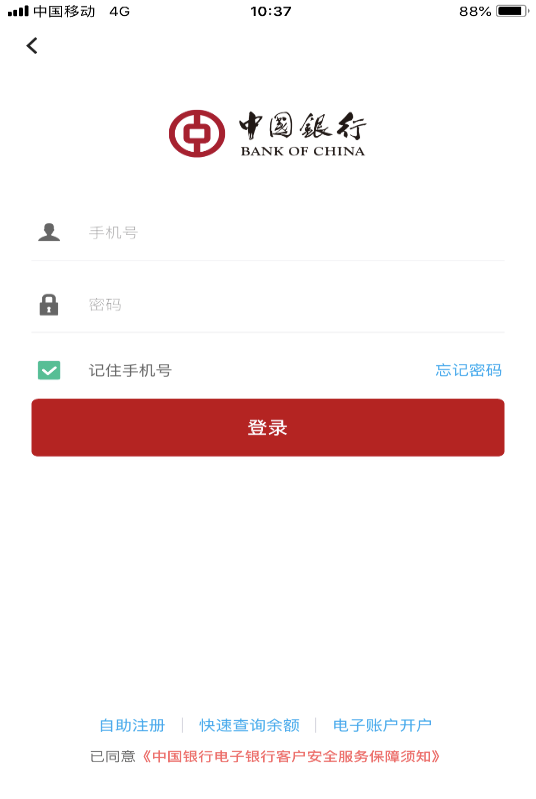 中国移动 4G 10:37 88%
中国銀行
BANK OF CHINA
手机号
密码
记住手机号 忘记密码
登录
自助注册 快速查询余额 电子账户开户
已同意《中国银行电子银行客户安全服务保障须知》